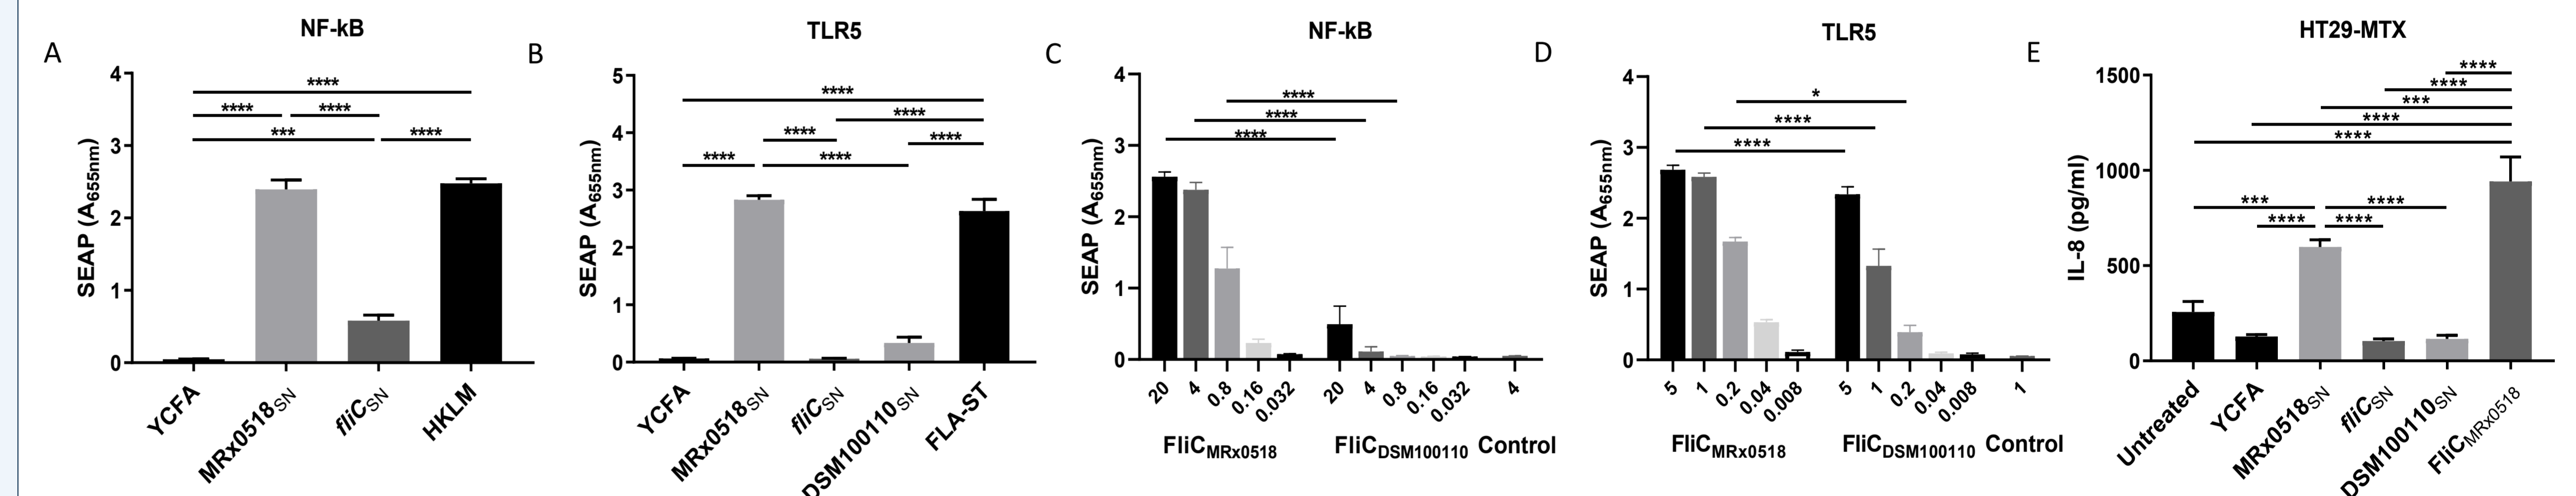 A
NF-kB
SEAP (A655nm)
4
3
2
1
0
****
**** ****
*** ****
YCFA
MRx0518SN
fliCSN
HKLM
B
TLR5
SEAP (A655nm)
5
4
3
2
1
0
****
****
**** ****
**** ****
YCFA
MRx0518SN
fliCSN
DSM100110SN
FLA-ST
C
NF-kB
SEAP (A655nm)
4
3
2
1
0
****
****
****
20 4 0.8 0.16 0.032 20 4 0.8 0.16 0.032 4
FliCMRx0518 FliCDSM100110 Control
D
TLR5
SEAP (A655nm)
4
3
2
1
0
*
****
****
5 1 0.2 0.04 0.008 5 1 0.2 0.04 0.008 1
FliCMRx0518 FliCDSM100110 Control
E
HT29-MTX
IL-8 (pg/ml)
1500
1000
500
0
****
****
***
****
****
*** ****
**** ****
Untreated
YCFA
MRx0518SN
fliCSN
DSM100110SN
FliCMRx0518